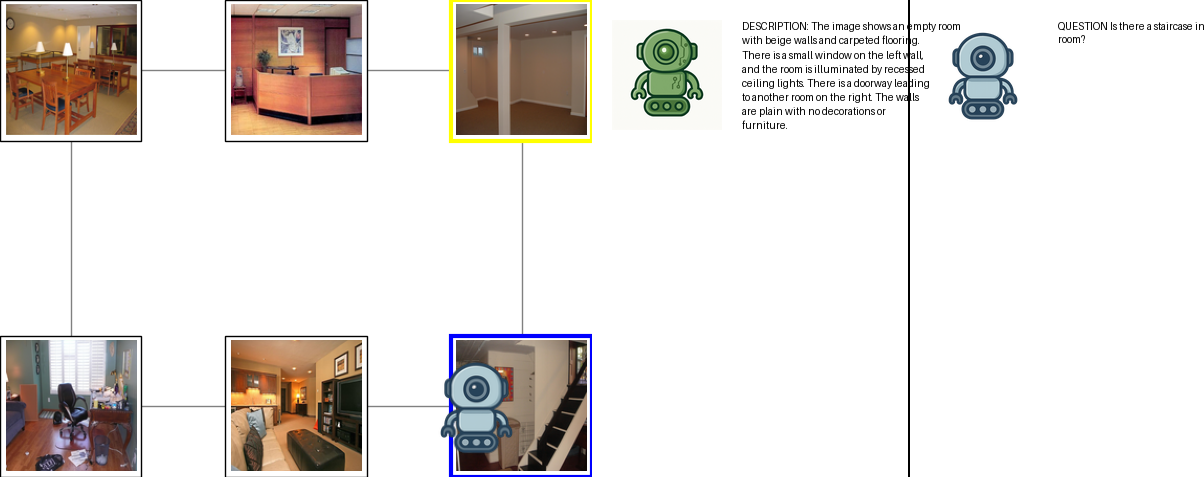 DESCRIPTION: The image shows an empty room
with beige walls and carpeted flooring.
There is a small window on the left wall,
and the room is illuminated by recessed
ceiling lights. There is a doorway leading
to another room on the right. The walls
are plain with no decorations or
furniture.
QUESTION Is there a staircase in
room?